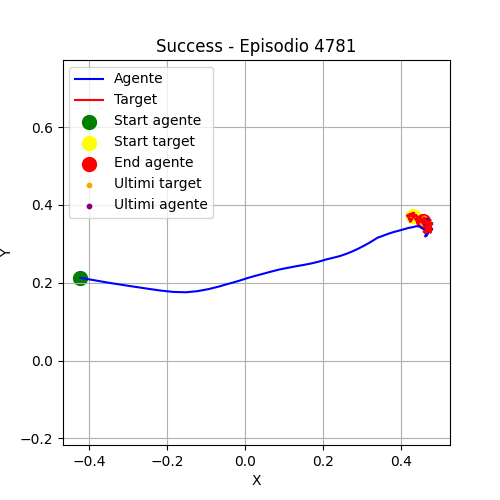 Success - Episodio 4781
Agente
Target
Start agente
Start target
End agente
Ultimi target
Ultimi agente
0.6
0.4
0.2
0.0
−0.2
Y
−0.4
−0.2
0.0
0.2
0.4
X